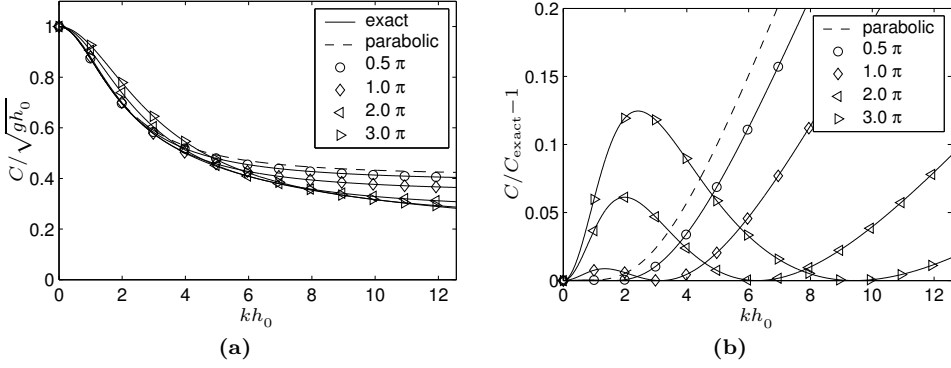 1
0.8
0.6
0.4
0.2
0
0 2 4 6 8 10 12
C/√gh0
kh0
exact
parabolic
0.5 π
1.0 π
2.0 π
3.0 π
(a)
0.2
0.15
0.1
0.05
0
0 2 4 6 8 10 12
C/Cexact−1
kh0
parabolic
0.5 π
1.0 π
2.0 π
3.0 π
(b)